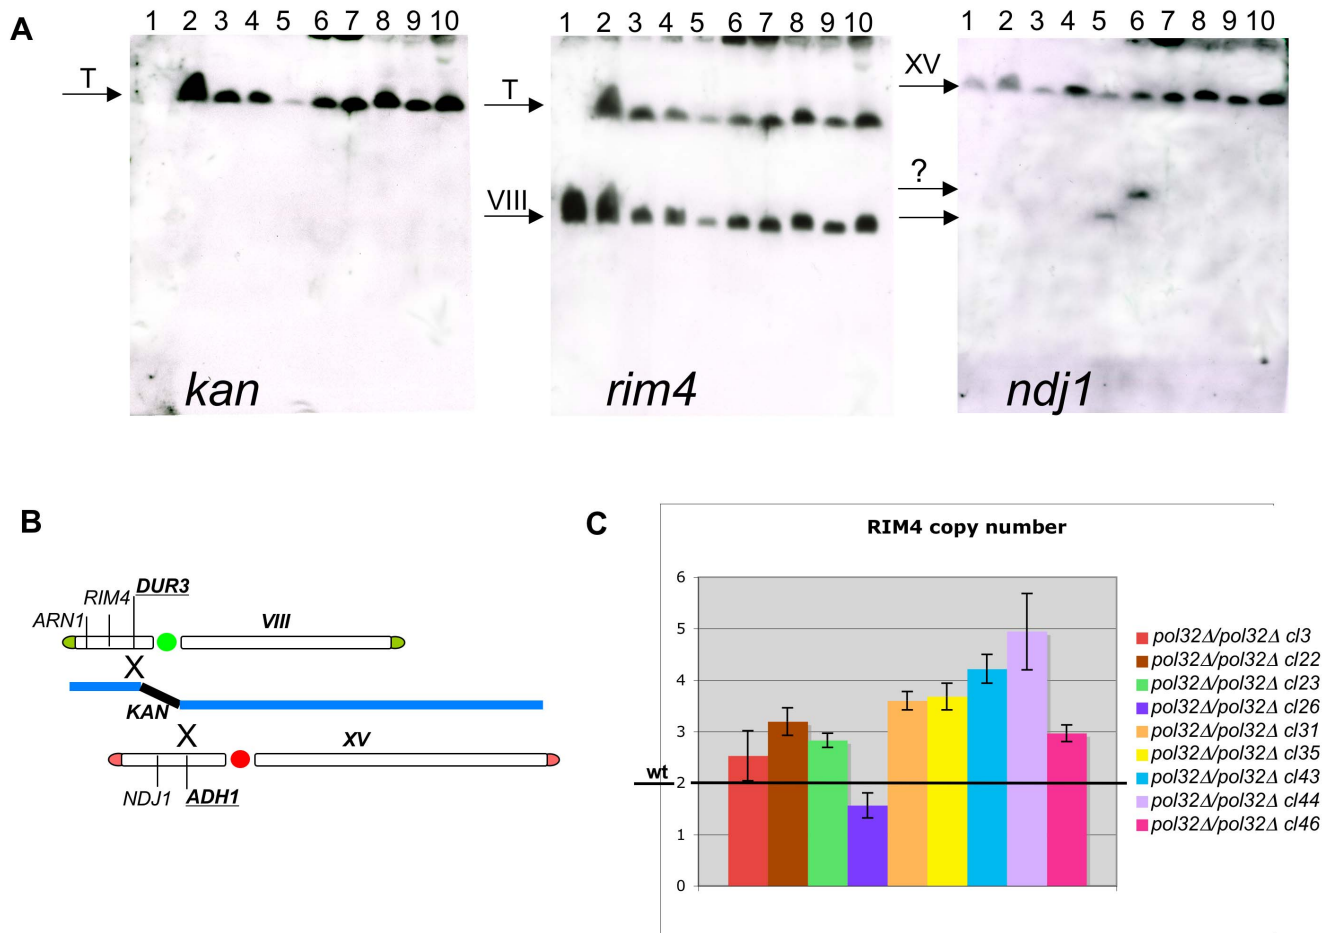 A
1 2 3 4 5 6 7 8 9 10
T
kan
1 2 3 4 5 6 7 8 9 10
T
VIII
rim4
1 2 3 4 5 6 7 8 9 10
XV
?
ndj1
B
DUR3
RIM4
ARN1
VIII
X
KAN
X
XV
NDJ1
ADH1
C
RIM4 copy number
6
5
4
3
wt
2
1
0
pol32Δ/pol32Δ cl3
pol32Δ/pol32Δ cl22
pol32Δ/pol32Δ cl23
pol32Δ/pol32Δ cl26
pol32Δ/pol32Δ cl31
pol32Δ/pol32Δ cl35
pol32Δ/pol32Δ cl43
pol32Δ/pol32Δ cl44
pol32Δ/pol32Δ cl46